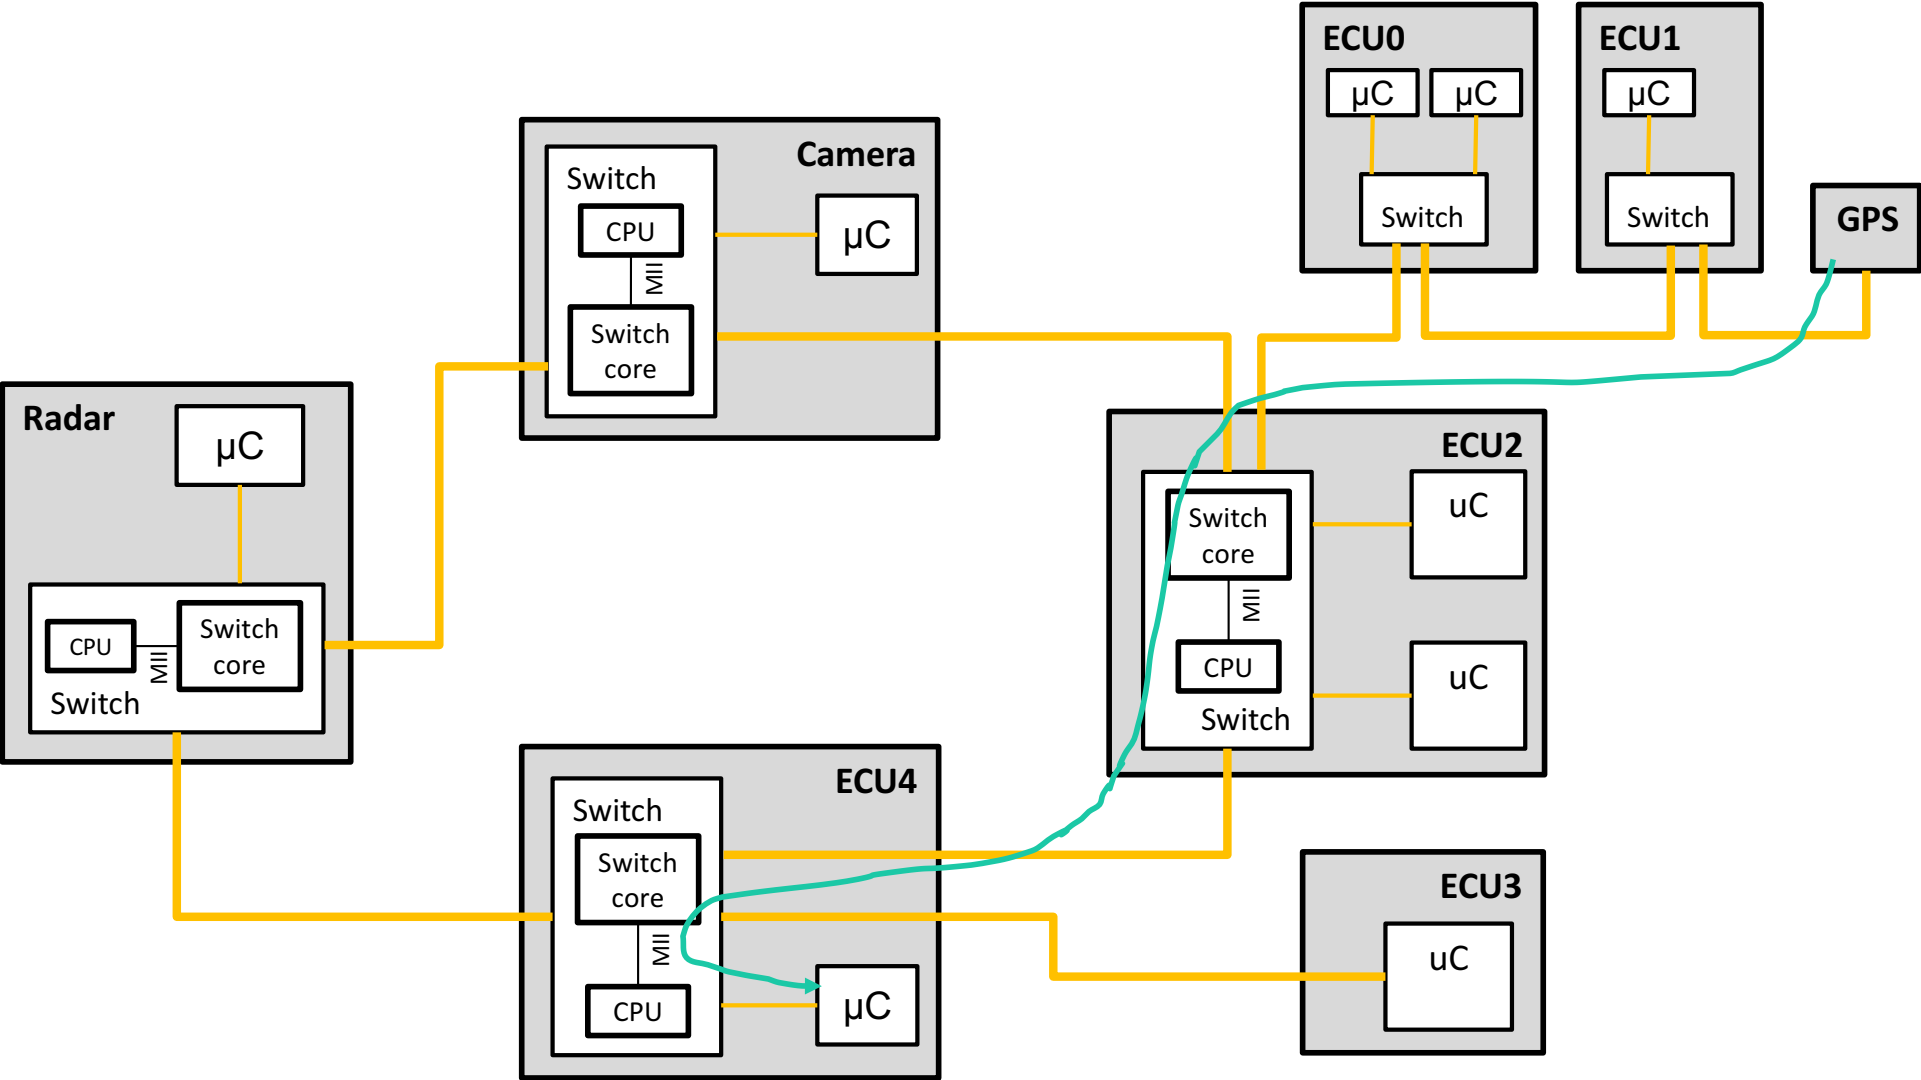 ECU0
µC
µC
Switch
ECU1
µC
Switch
GPS
Camera
Switch
CPU
MII
Switch
core
µC
Radar
µC
CPU
MII
Switch
core
Switch
ECU2
Switch
core
MII
CPU
Switch
uC
uC
ECU4
Switch
Switch
core
MII
CPU
µC
ECU3
uC